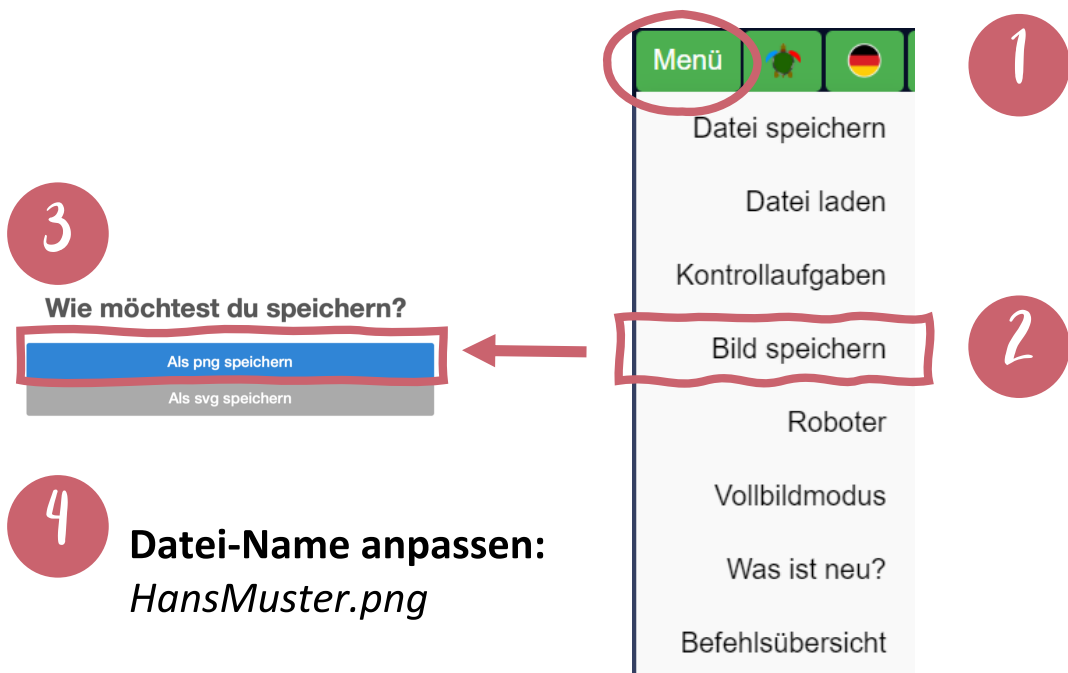 1
Menü
Datei speichern
Datei laden
Kontrollaufgaben
2
Bild speichern
Roboter
Vollbildmodus
Was ist neu?
Befehlsübersicht
3
Wie möchtest du speichern?
Als png speichern
Als svg speichern
4
Datei-Name anpassen:
HansMuster.png